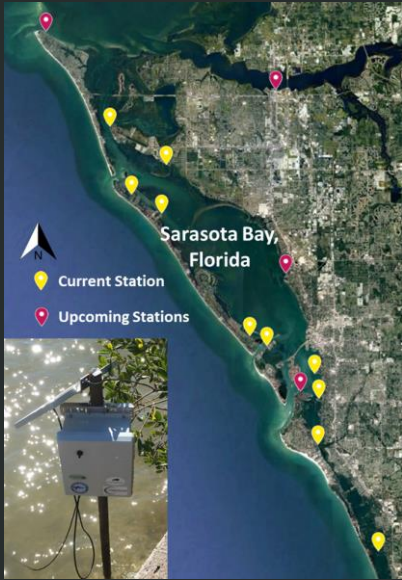 Sarasota Bay,
Florida
N
Current Station
Upcoming Stations